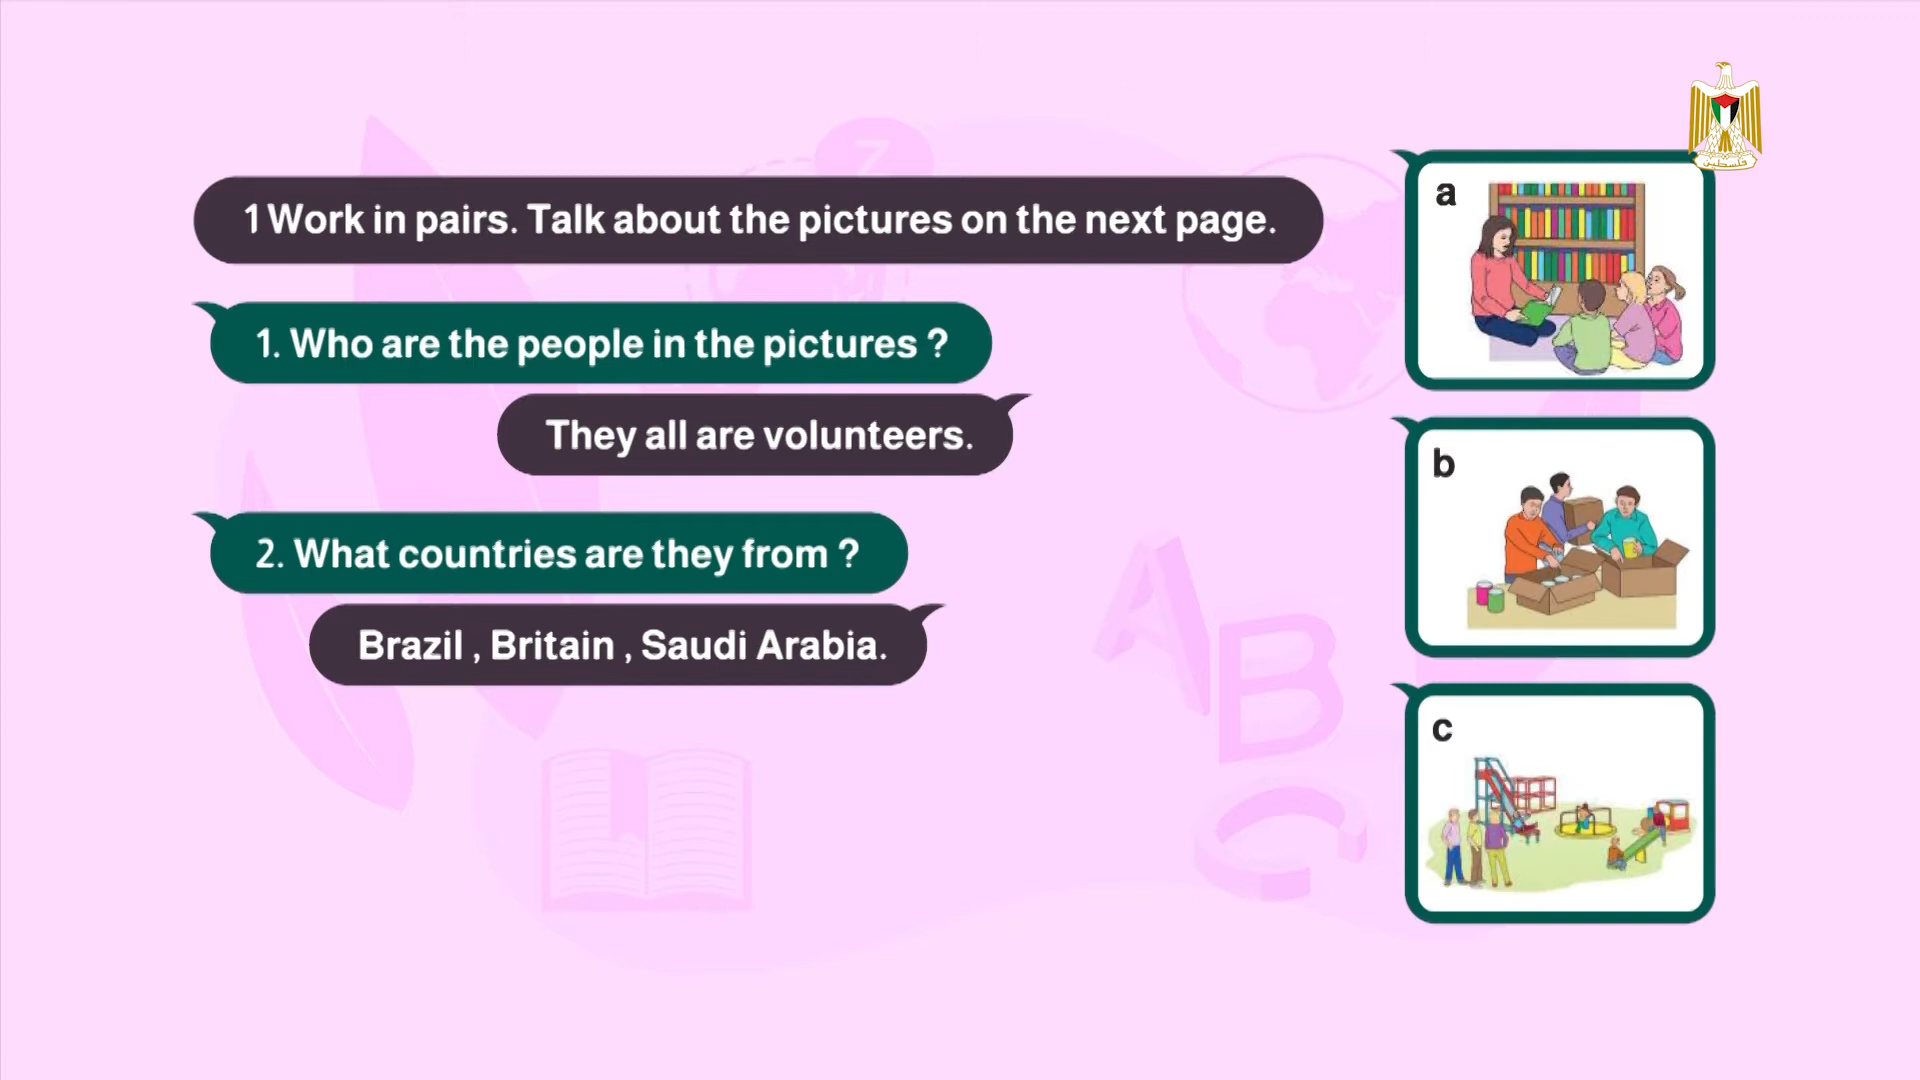 1 Work in pairs. Talk about the pictures on the next page.
1. Who are the people in the pictures ?
They all are volunteers.
2. What countries are they from ?
Brazil , Britain , Saudi Arabia.
a
b
c
فلسطين
Z
A
B
C